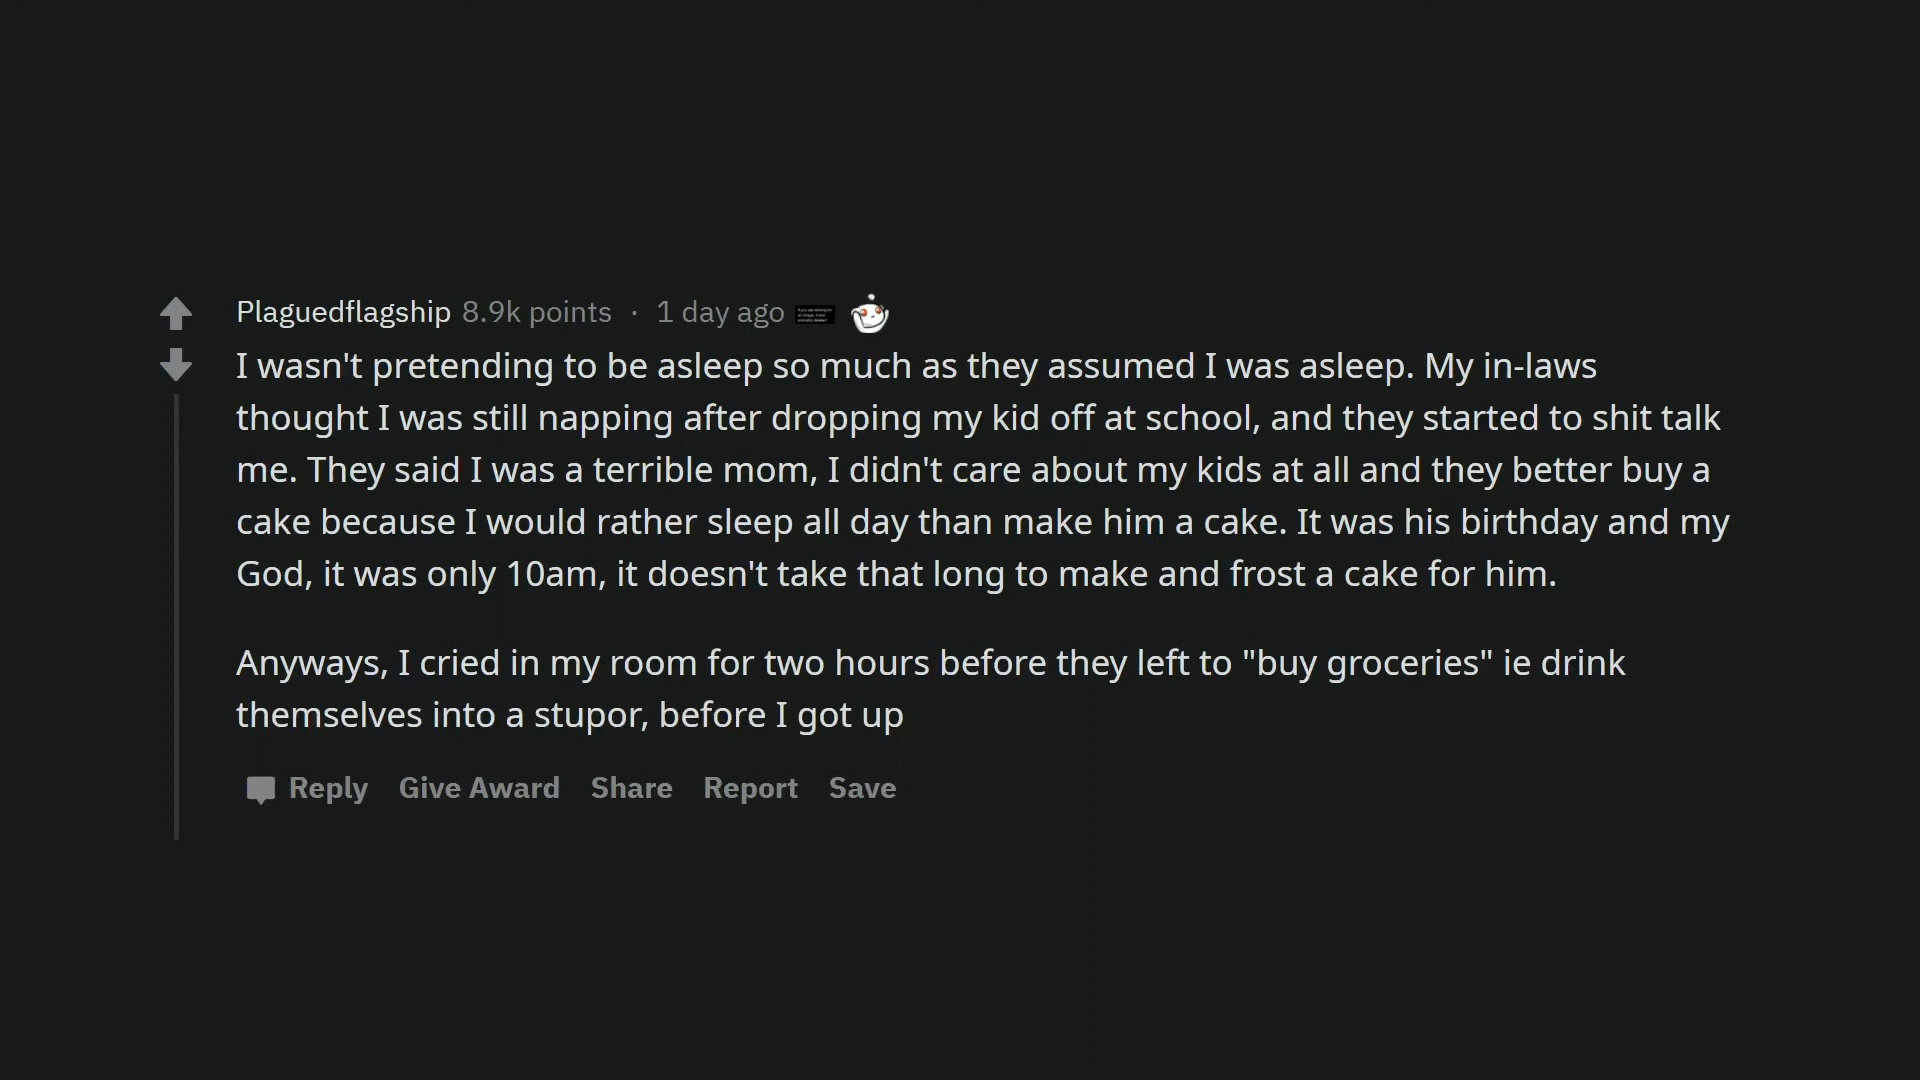 Plaguedflagship 8.9k points · 1 day ago
I wasn't pretending to be asleep so much as they assumed I was asleep. My in-laws
thought I was still napping after dropping my kid off at school, and they started to shit talk
me. They said I was a terrible mom, I didn't care about my kids at all and they better buy a
cake because I would rather sleep all day than make him a cake. It was his birthday and my
God, it was only 10am, it doesn't take that long to make and frost a cake for him.
Anyways, I cried in my room for two hours before they left to "buy groceries" ie drink
themselves into a stupor, before I got up
Reply Give Award Share Report Save